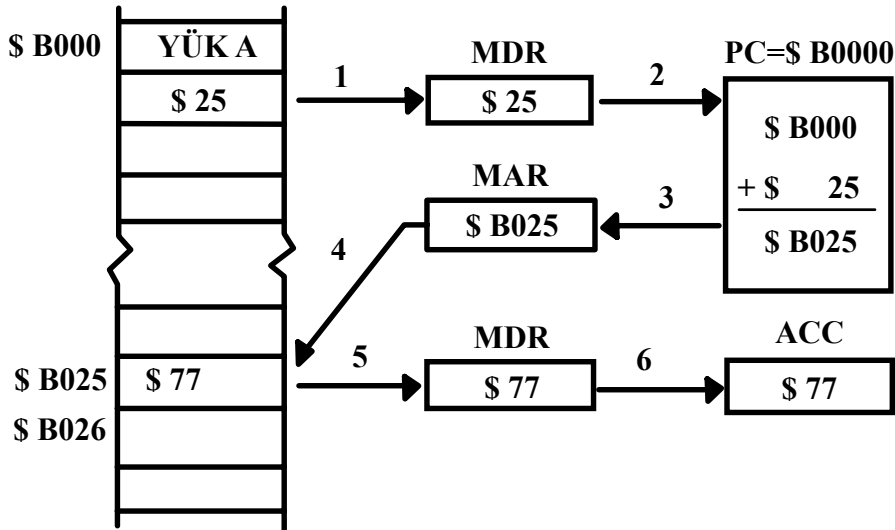 $ B000
YÜK A
$ 25
1
MDR
$ 25
2
PC=$ B0000
$ B000
+ $ 25
$ B025
3
MAR
$ B025
4
$ B025
$ 77
5
MDR
$ 77
6
ACC
$ 77
$ B026